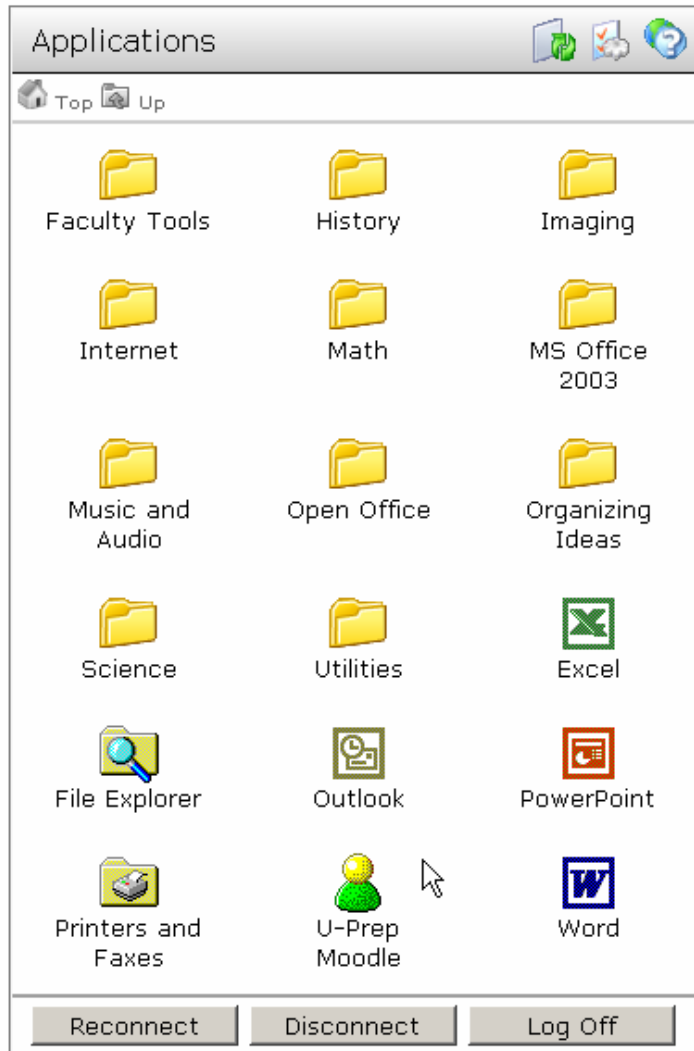 Applications
Top Up
Faculty Tools History Imaging
Internet Math MS Office
2003
Music and Open Office Organizing
Audio Ideas
Science Utilities Excel
File Explorer Outlook PowerPoint
Printers and U-Prep Word
Faxes Moodle
Reconnect Disconnect Log Off